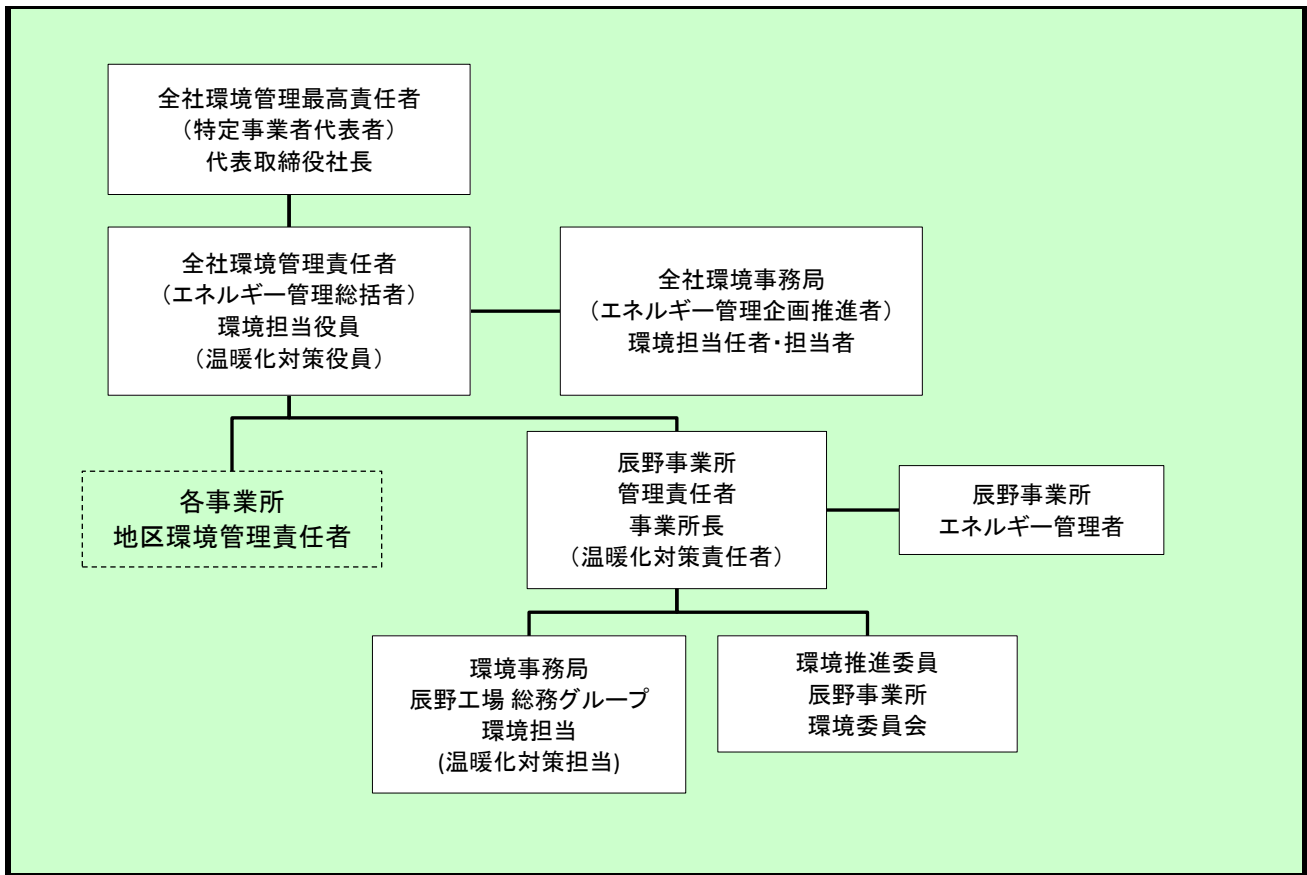 全社環境管理最高責任者
（特定事業者代表者）
代表取締役社長
全社環境管理責任者
（エネルギー管理総括者）
環境担当役員
（温暖化対策役員）
全社環境事務局
（エネルギー管理企画推進者）
環境担当任者・担当者
各事業所
地区環境管理責任者
辰野事業所
管理責任者
事業所長
（温暖化対策責任者）
辰野事業所
エネルギー管理者
環境事務局
辰野工場 総務グループ
環境担当
(温暖化対策担当)
環境推進委員
辰野事業所
環境委員会